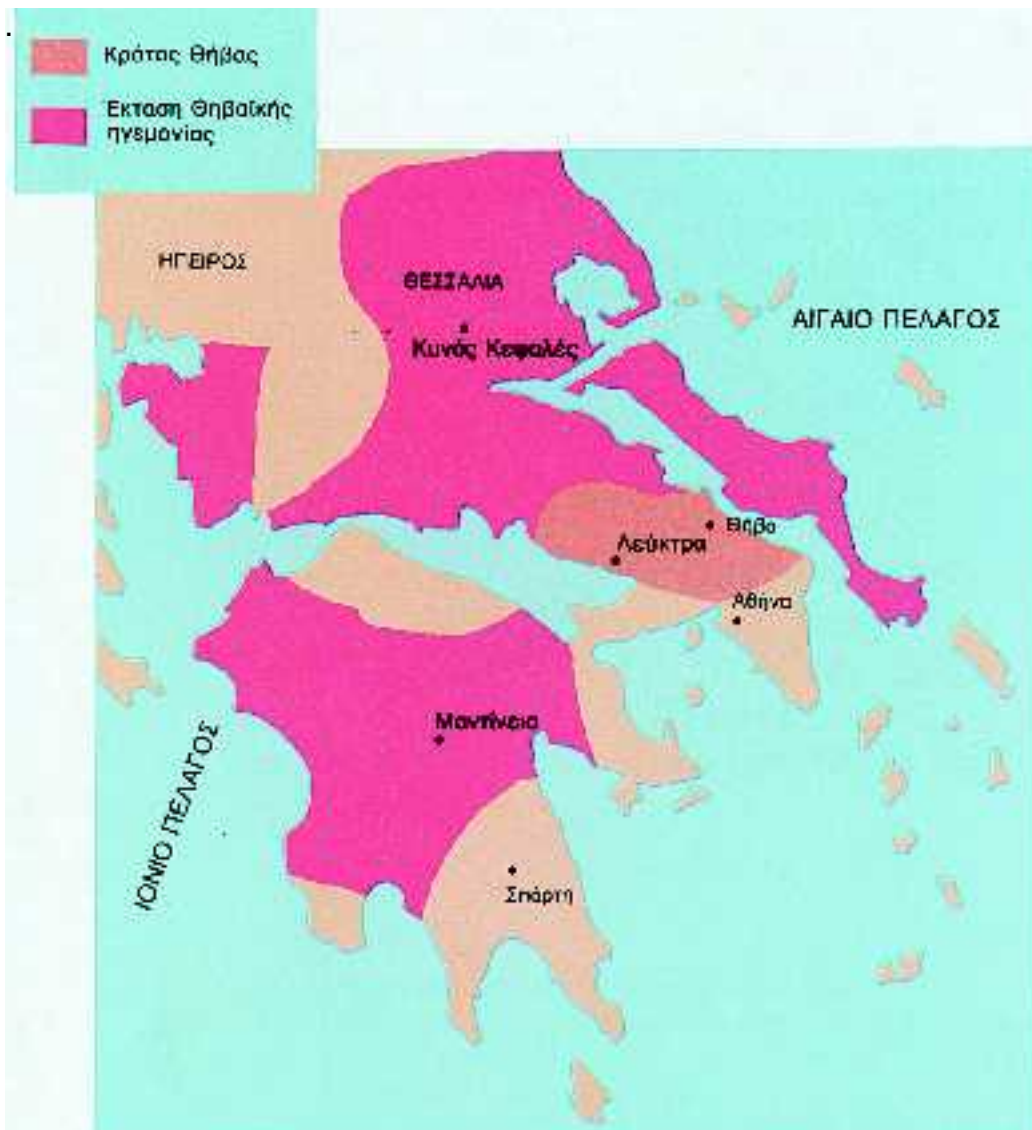 Κράτος Θήβας
Εκταση Θηβαϊκής
ηγεμονίας
ΗΠΕΙΡΟΣ
ΘΕΣΣΑΛΙΑ
Κυνός Κεφαλές
ΑΙΓΑΙΟ ΠΕΛΑΓΟΣ
Θήβα
Λεύκτρα
Αθήνα
Μαντίνεια
ΙΟΝΙΟ ΠΕΛΑΓΟΣ
Σπάρτη